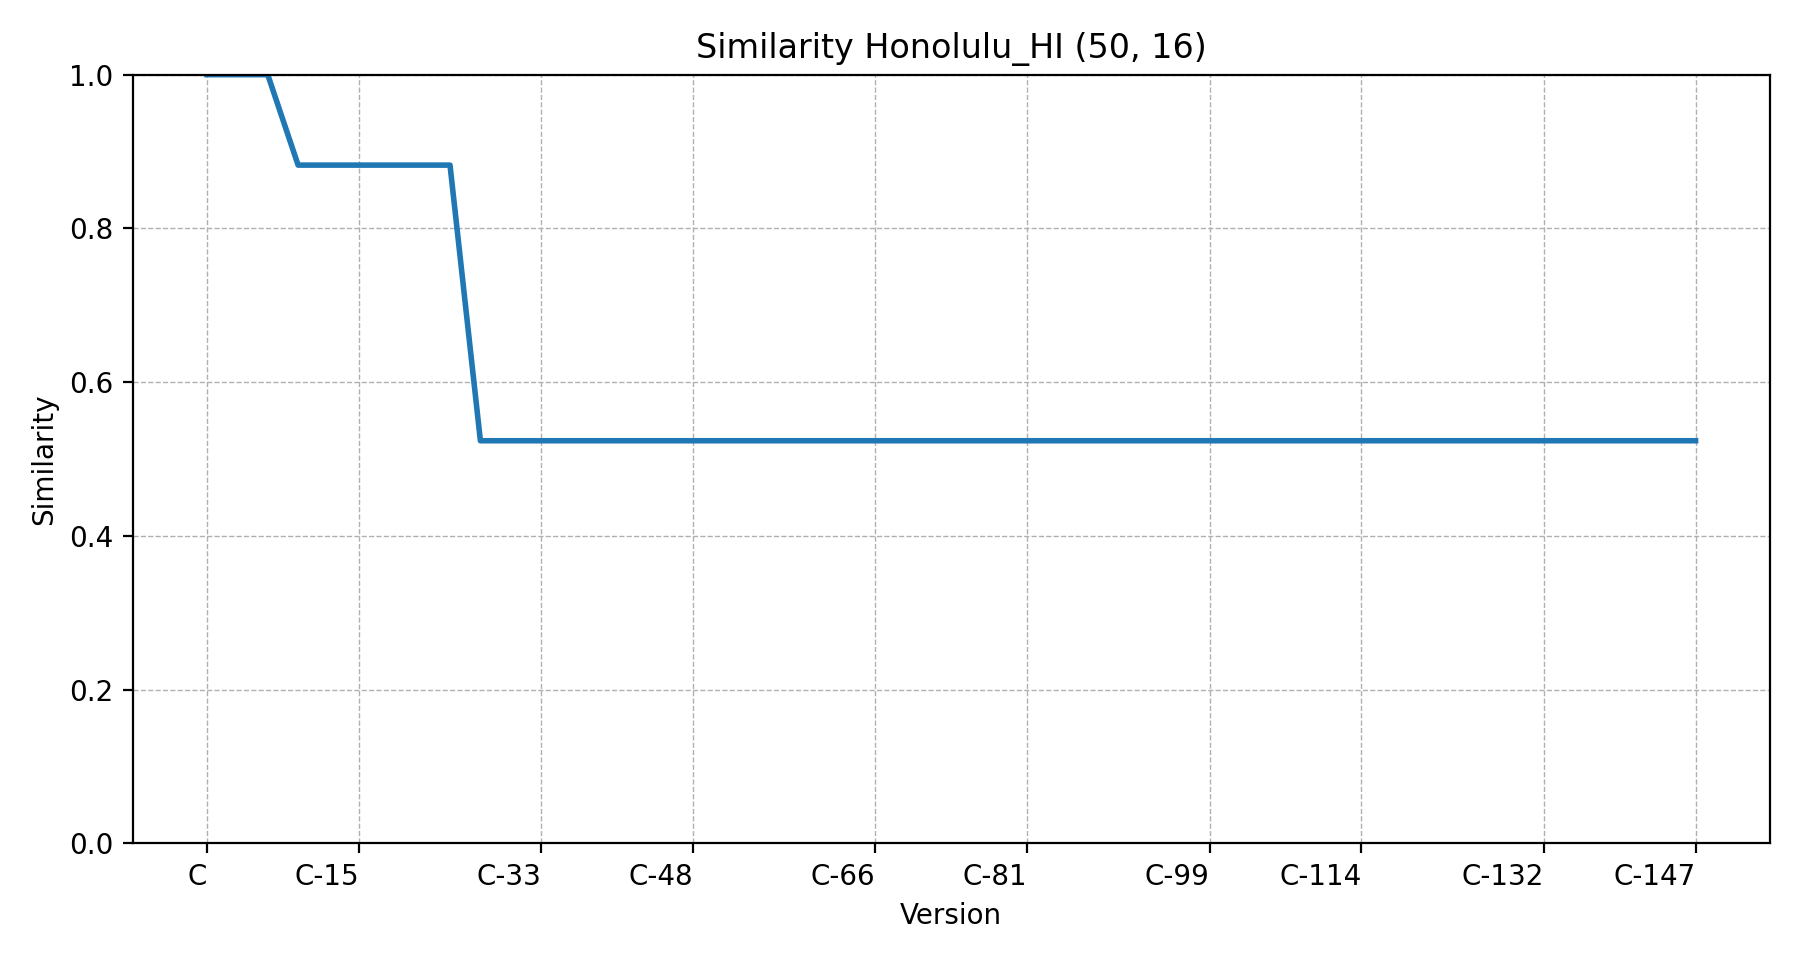 Similarity Honolulu_HI (50, 16)
1.0
0.8
0.6
0.4
0.2
0.0
Similarity
C C-15 C-33 C-48 C-66 C-81 C-99 C-114 C-132 C-147
Version